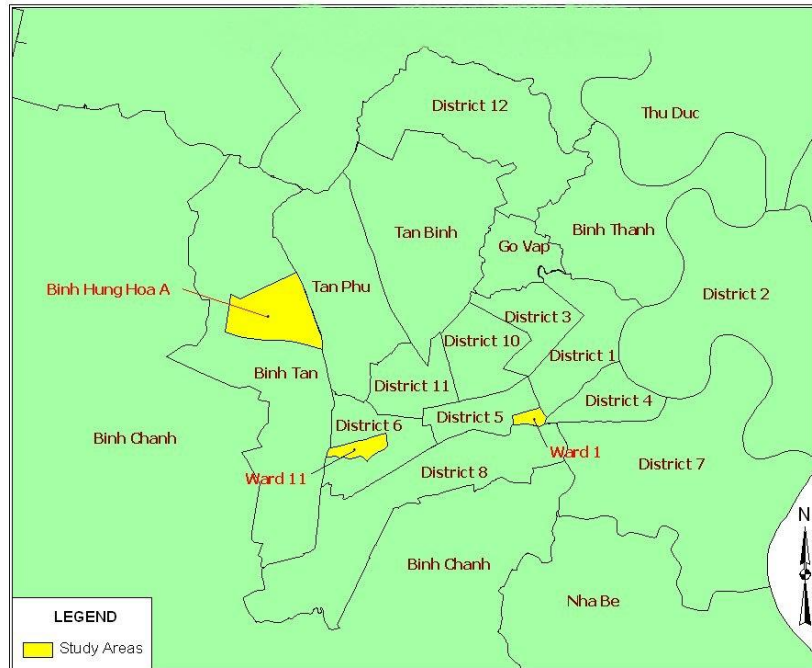 District 12
Thu Duc
Tan Binh
Go Vap
Binh Thanh
Binh Hung Hoa A
Tan Phu
District 2
District 3
District 10
District 1
Binh Tan
District 11
District 4
District 6
District 5
Binh Chanh
Ward 1
Ward 11
District 8
District 7
N
Binh Chanh
Nha Be
LEGEND
Study Areas